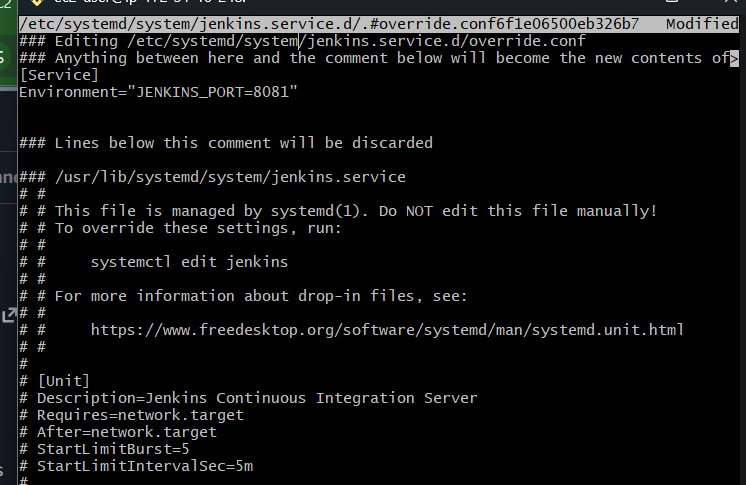 /etc/systemd/system/jenkins.service.d/.#override.conf6f1e06500eb326b7 Modified
### Editing /etc/systemd/system/jenkins.service.d/override.conf
### Anything between here and the comment below will become the new contents of>
[Service]
Environment="JENKINS_PORT=8081"
### Lines below this comment will be discarded
### /usr/lib/systemd/system/jenkins.service
# #
# # This file is managed by systemd(1). Do NOT edit this file manually!
# # To override these settings, run:
# #
# #     systemctl edit jenkins
# #
# # For more information about drop-in files, see:
# #
# #     https://www.freedesktop.org/software/systemd/man/systemd.unit.html
# #
#
# [Unit]
# Description=Jenkins Continuous Integration Server
# Requires=network.target
# After=network.target
# StartLimitBurst=5
# StartLimitIntervalSec=5m
#